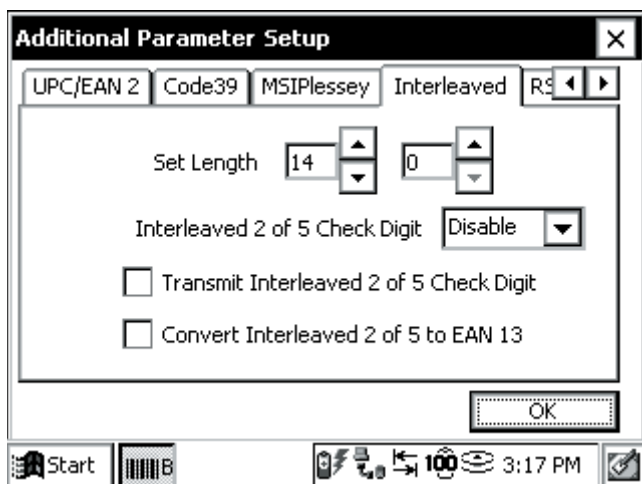 Additional Parameter Setup
UPC/EAN 2 Code39 MSIPlessey Interleaved RS
Set Length 14 0
Interleaved 2 of 5 Check Digit Disable
Transmit Interleaved 2 of 5 Check Digit
Convert Interleaved 2 of 5 to EAN 13
OK
Start B 100 3:17 PM